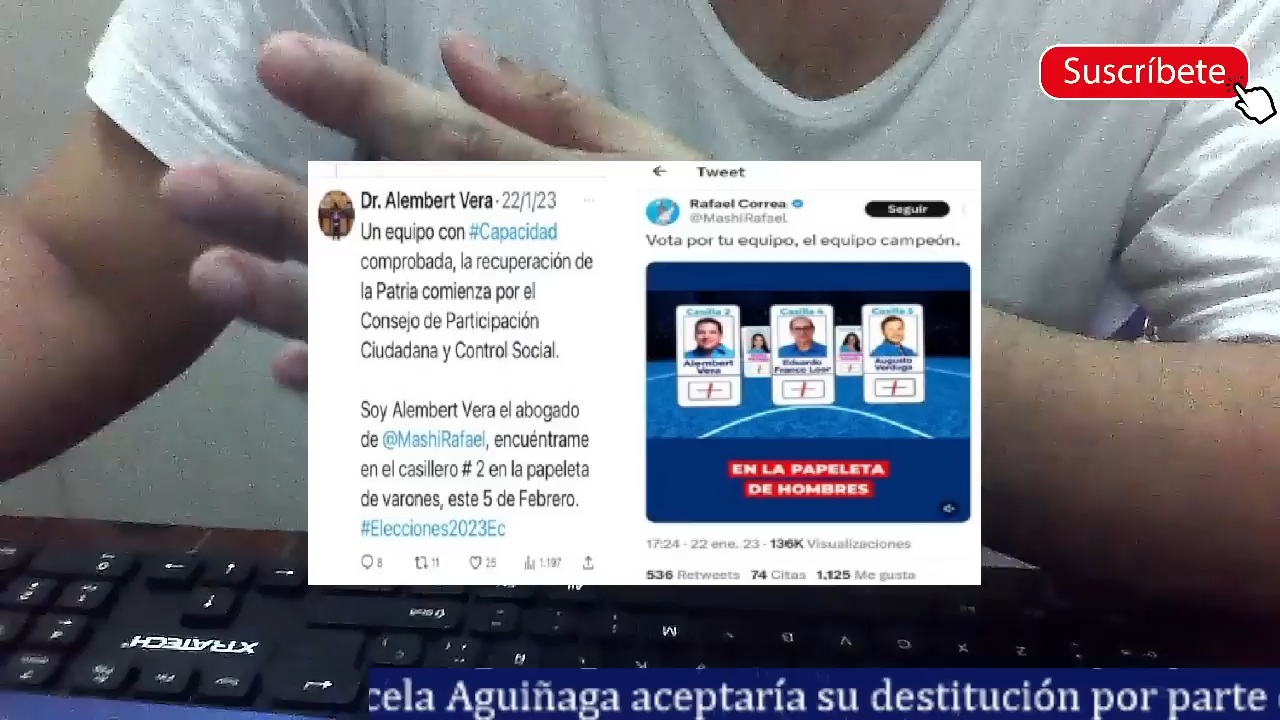 Suscríbete
Dr. Alembert Vera · 22/1/23
Un equipo con #Capacidad
comprobada, la recuperación de
la Patria comienza por el
Consejo de Participación
Ciudadana y Control Social.
Soy Alembert Vera el abogado
de @MashiRafael, encuéntrame
en el casillero # 2 en la papeleta
de varones, este 5 de Febrero.
#Elecciones2023Ec
8 11 25 1.197
Tweet
Rafael Correa
@MashiRafael
Seguir
Vota por tu equipo, el equipo campeón.
Casilla 2
Alembert
Vera
Casilla 4
Eduardo
Franco Loor
Casilla 5
Augusto
Verduga
EN LA PAPELETA
DE HOMBRES
17:24 · 22 ene. 23 · 136K Visualizaciones
536 Retweets 74 Citas 1.125 Me gusta
XTRATECH
cela Aguiñaga aceptaría su destitución por parte